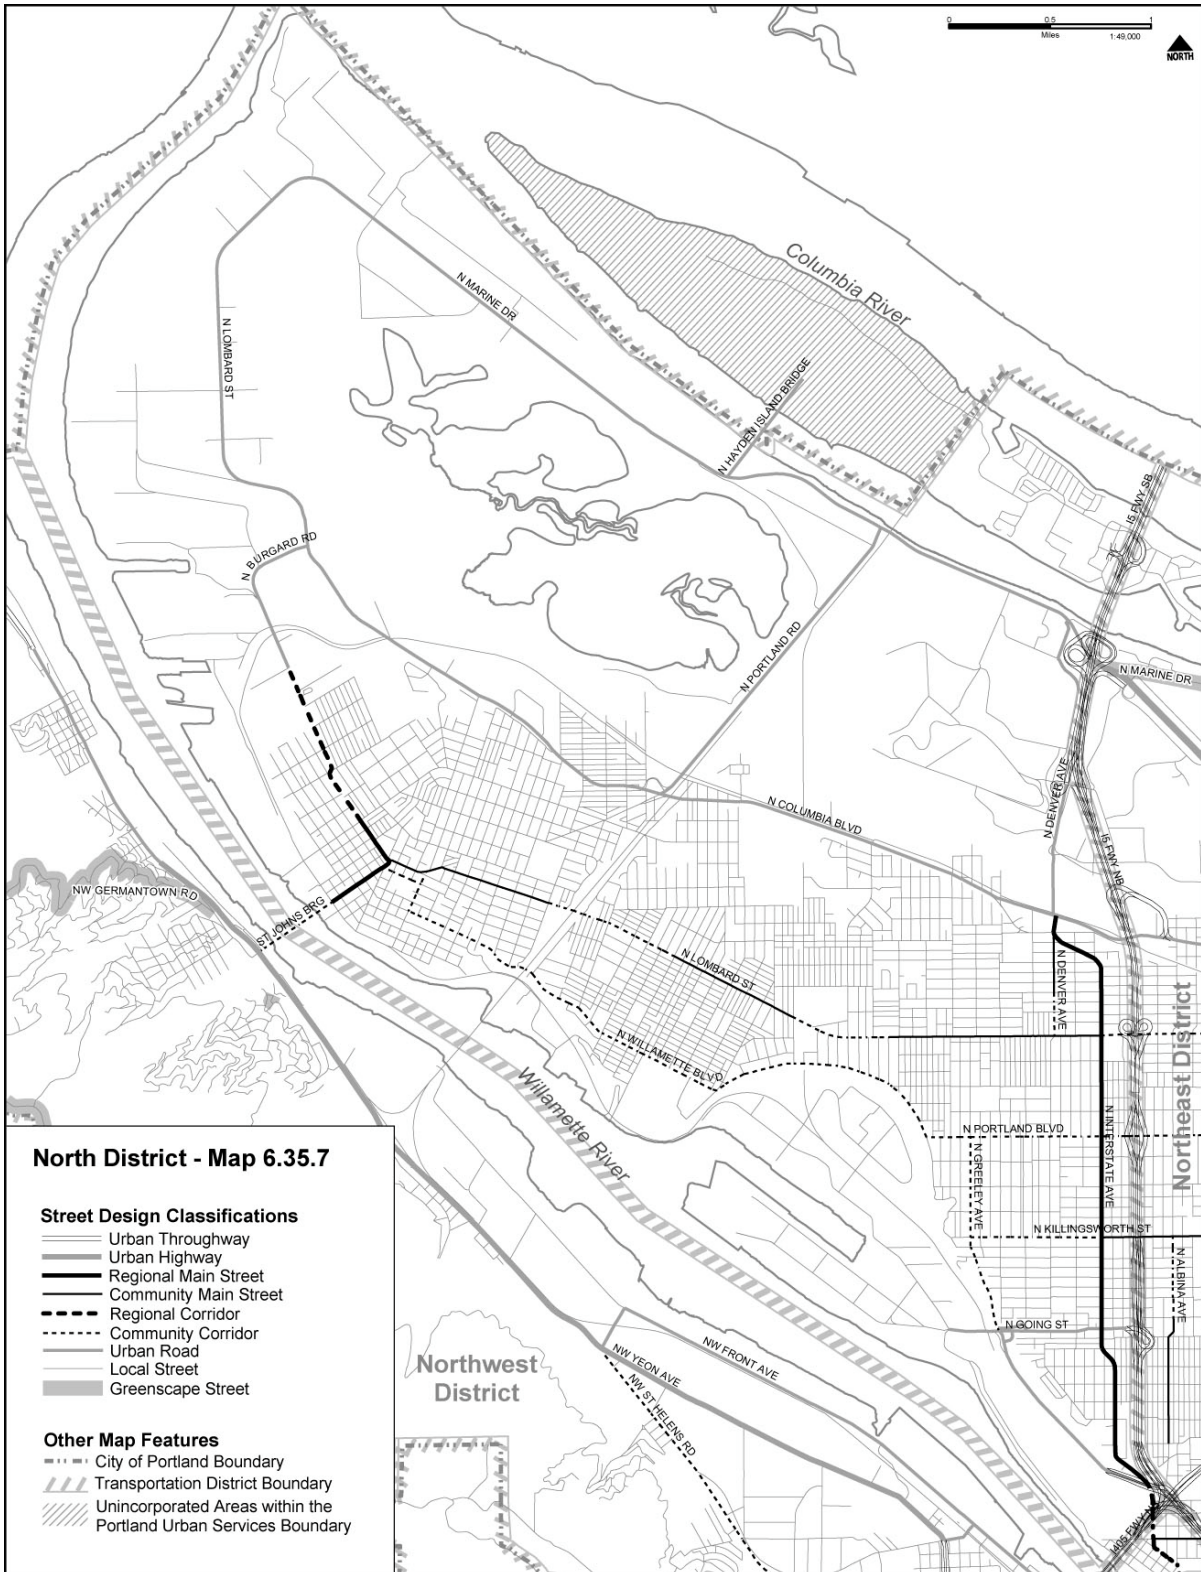 0 0.5 1
Miles 1:49,000
NORTH
Columbia River
N MARINE DR
N LOMBARD ST
N HAYDEN ISLAND BRIDGE
I5 FWY SB
N BURGARD RD
N PORTLAND RD
N MARINE DR
N DENVER AVE
N COLUMBIA BLVD
I5 FWY NB
NW GERMANTOWN RD
ST JOHNS BRG
N LOMBARD ST
N DENVER AVE
N WILLAMETTE BLVD
Northeast District
Willamette River
N PORTLAND BLVD
N GREELEY AVE
N INTERSTATE AVE
N KILLINGSWORTH ST
N ALBINA AVE
N GOING ST
NW FRONT AVE
NW YEON AVE
Northwest
District
NW ST HELENS RD
I405 FWY
North District - Map 6.35.7
Street Design Classifications
Urban Throughway
Urban Highway
Regional Main Street
Community Main Street
Regional Corridor
Community Corridor
Urban Road
Local Street
Greenscape Street
Other Map Features
City of Portland Boundary
Transportation District Boundary
Unincorporated Areas within the
Portland Urban Services Boundary